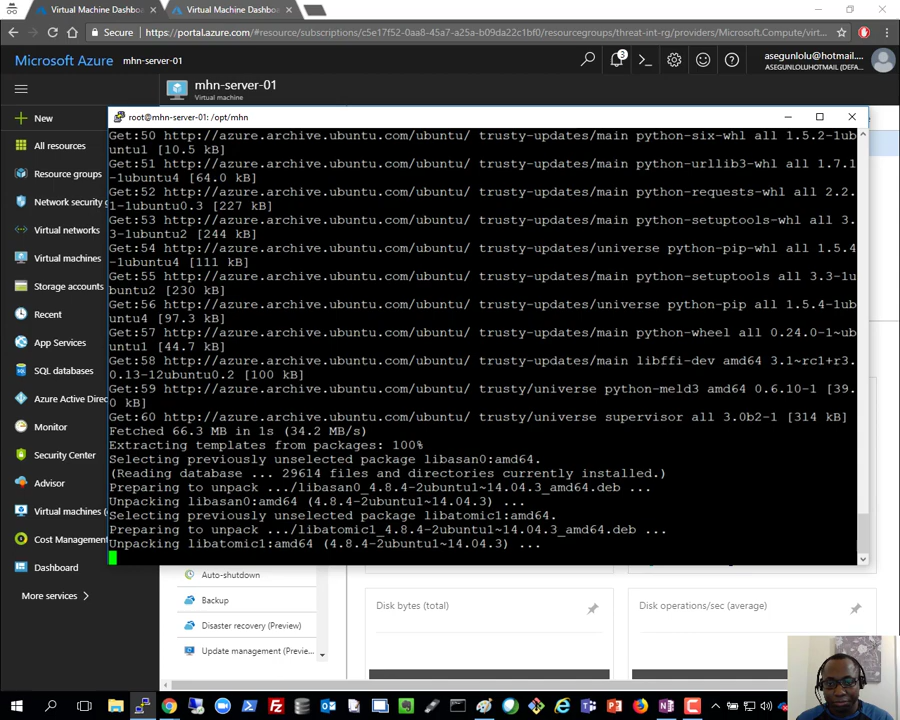 Virtual Machine Dashbo
Virtual Machine Dashbo
Secure
https://portal.azure.com/#resource/subscriptions/c5e17f52-0aa8-45a5-a25a-b09da22c1bf0/resourcegroups/threat-int-rg/providers/Microsoft.Compute/virt...
Microsoft Azure
mhn-server-01
3
asegunlolu@hotmail....
ASEGUNLOLUHOTMAIL (DEFA...
mhn-server-01
Virtual machine
New
All resources
Resource groups
Network security g
Virtual networks
Virtual machines
Storage accounts
Recent
App Services
SQL databases
Azure Active Direc
Monitor
Security Center
Advisor
Virtual machines (
Cost Management
Dashboard
More services
root@mhn-server-01: /opt/mhn
Get:50 http://azure.archive.ubuntu.com/ubuntu/ trusty-updates/main python-six-whl all 1.5.2-1ub
untu1 [10.5 kB]
Get:51 http://azure.archive.ubuntu.com/ubuntu/ trusty-updates/main python-urllib3-whl all 1.7.1
-1ubuntu4 [64.0 kB]
Get:52 http://azure.archive.ubuntu.com/ubuntu/ trusty-updates/main python-requests-whl all 2.2.
1-1ubuntu0.3 [227 kB]
Get:53 http://azure.archive.ubuntu.com/ubuntu/ trusty-updates/main python-setuptools-whl all 3.
3-1ubuntu2 [244 kB]
Get:54 http://azure.archive.ubuntu.com/ubuntu/ trusty-updates/universe python-pip-whl all 1.5.4
-1ubuntu4 [111 kB]
Get:55 http://azure.archive.ubuntu.com/ubuntu/ trusty-updates/main python-setuptools all 3.3-1u
buntu2 [230 kB]
Get:56 http://azure.archive.ubuntu.com/ubuntu/ trusty-updates/universe python-pip all 1.5.4-1ub
untu4 [97.3 kB]
Get:57 http://azure.archive.ubuntu.com/ubuntu/ trusty-updates/main python-wheel all 0.24.0-1~ub
untu1 [44.7 kB]
Get:58 http://azure.archive.ubuntu.com/ubuntu/ trusty-updates/main libffi-dev amd64 3.1~rc1+r3.
0.13-12ubuntu0.2 [100 kB]
Get:59 http://azure.archive.ubuntu.com/ubuntu/ trusty/universe python-meld3 amd64 0.6.10-1 [39.
0 kB]
Get:60 http://azure.archive.ubuntu.com/ubuntu/ trusty/universe supervisor all 3.0b2-1 [314 kB]
Fetched 66.3 MB in 1s (34.2 MB/s)
Extracting templates from packages: 100%
Selecting previously unselected package libasan0:amd64.
(Reading database ... 29614 files and directories currently installed.)
Preparing to unpack .../libasan0_4.8.4-2ubuntu1~14.04.3_amd64.deb ...
Unpacking libasan0:amd64 (4.8.4-2ubuntu1~14.04.3) ...
Selecting previously unselected package libatomic1:amd64.
Preparing to unpack .../libatomic1_4.8.4-2ubuntu1~14.04.3_amd64.deb ...
Unpacking libatomic1:amd64 (4.8.4-2ubuntu1~14.04.3) ...
Auto-shutdown
Backup
Disaster recovery (Preview)
Update management (Previe...
Disk bytes (total)
Disk operations/sec (average)